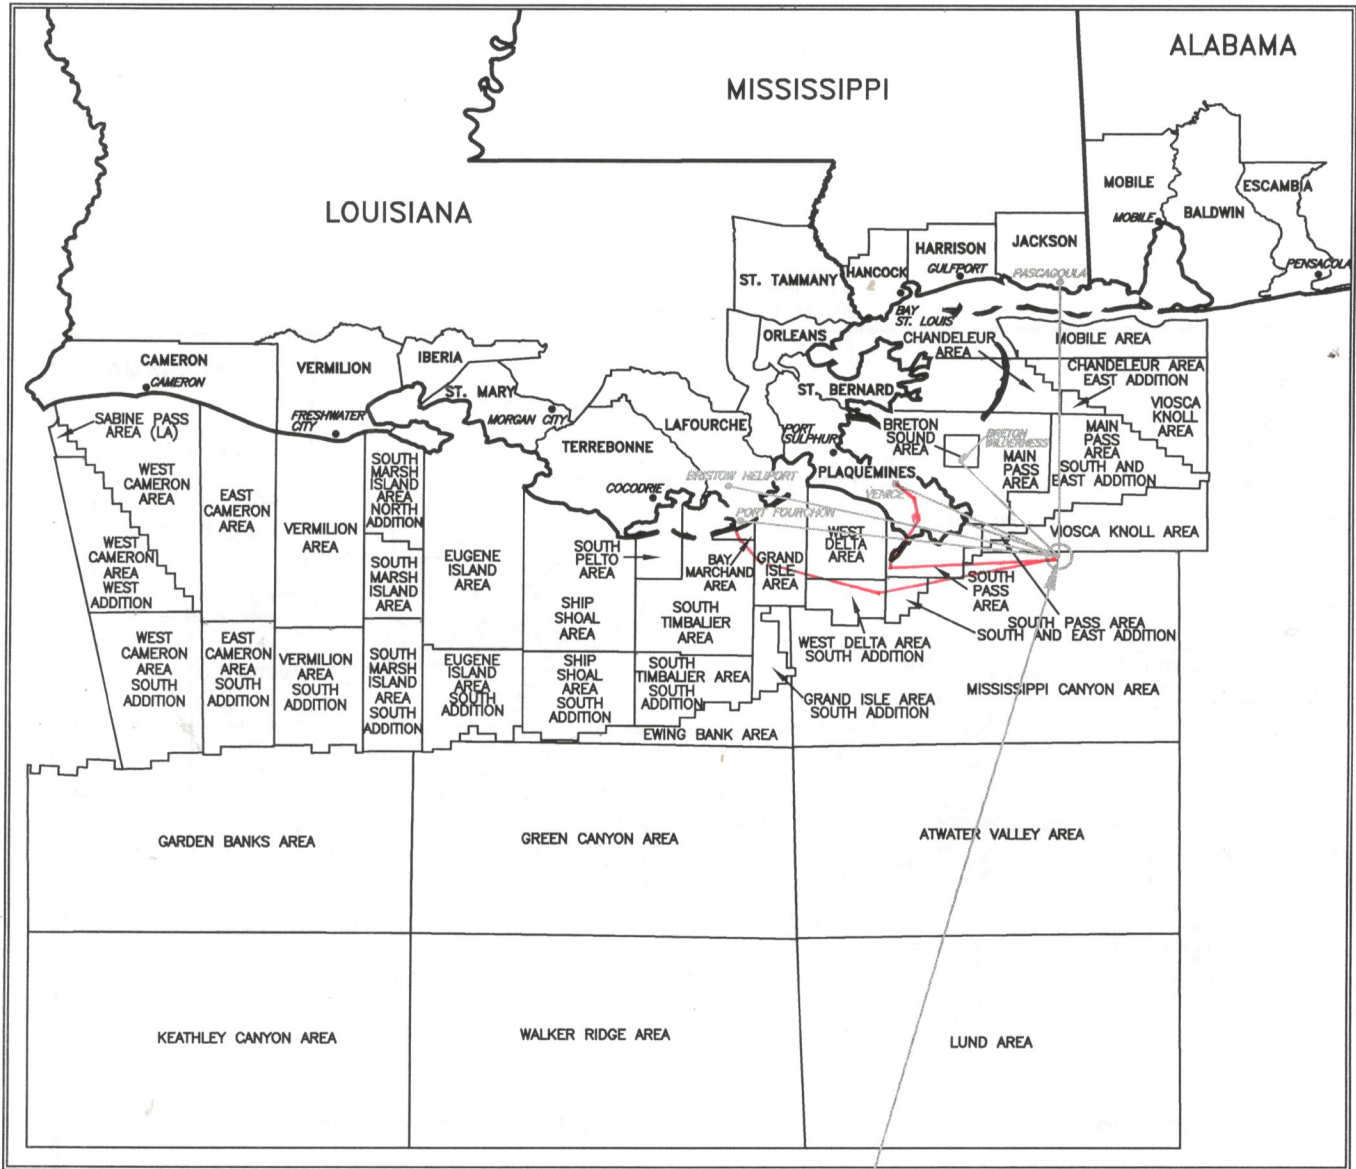 ALABAMA
MISSISSIPPI
LOUISIANA
MOBILE
MOBILE
BALDWIN
ESCAMBIA
PENSACOLA
JACKSON
PASCAGOULA
HARRISON
GULFPORT
HANCOCK
BAY
ST. LOUIS
ST. TAMMANY
ORLEANS
ST. BERNARD
CHANDELEUR
AREA
MOBILE AREA
CHANDELEUR AREA
EAST ADDITION
VIOSCA
KNOLL
AREA
CAMERON
CAMERON
VERMILION
FRESHWATER
CITY
IBERIA
ST. MARY
MORGAN CITY
TERREBONNE
COCODRIE
LAFOURCHE
PORT
SULPHUR
PLAQUEMINES
VENICE
BRETON
SOUND
AREA
BRETON
WILDERNESS
MAIN
PASS
AREA
MAIN
PASS
AREA
SOUTH AND
EAST ADDITION
VIOSCA KNOLL AREA
BRISTOW HELIPORT
PORT FOURCHON
SABINE PASS
AREA (LA)
WEST
CAMERON
AREA
WEST
CAMERON
AREA
WEST
ADDITION
EAST
CAMERON
AREA
VERMILION
AREA
SOUTH
MARSH
ISLAND
AREA
NORTH
ADDITION
SOUTH
MARSH
ISLAND
AREA
EUGENE
ISLAND
AREA
SOUTH
PELTO
AREA
SHIP
SHOAL
AREA
BAY
MARCHAND
AREA
SOUTH
TIMBALIER
AREA
GRAND
ISLE
AREA
WEST
DELTA
AREA
SOUTH
PASS
AREA
SOUTH PASS AREA
SOUTH AND EAST ADDITION
WEST DELTA AREA
SOUTH ADDITION
WEST
CAMERON
AREA
SOUTH
ADDITION
EAST
CAMERON
AREA
SOUTH
ADDITION
VERMILION
AREA
SOUTH
ADDITION
SOUTH
MARSH
ISLAND
AREA
SOUTH
ADDITION
EUGENE
ISLAND
AREA
SOUTH
ADDITION
SHIP
SHOAL
AREA
SOUTH
ADDITION
SOUTH
TIMBALIER AREA
SOUTH
ADDITION
GRAND ISLE AREA
SOUTH ADDITION
MISSISSIPPI CANYON AREA
EWING BANK AREA
GARDEN BANKS AREA
GREEN CANYON AREA
ATWATER VALLEY AREA
KEATHLEY CANYON AREA
WALKER RIDGE AREA
LUND AREA